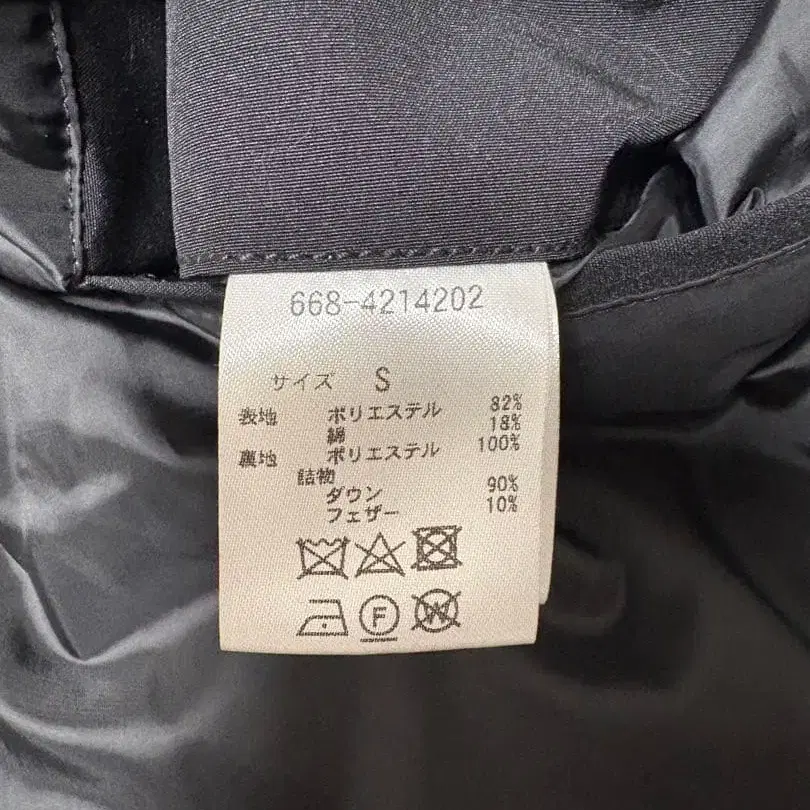 668-4214202
サイズ S
表地 ポリエステル 82%
綿 18%
裏地 ポリエステル 100%
詰物
ダウン 90%
フェザー 10%
F W